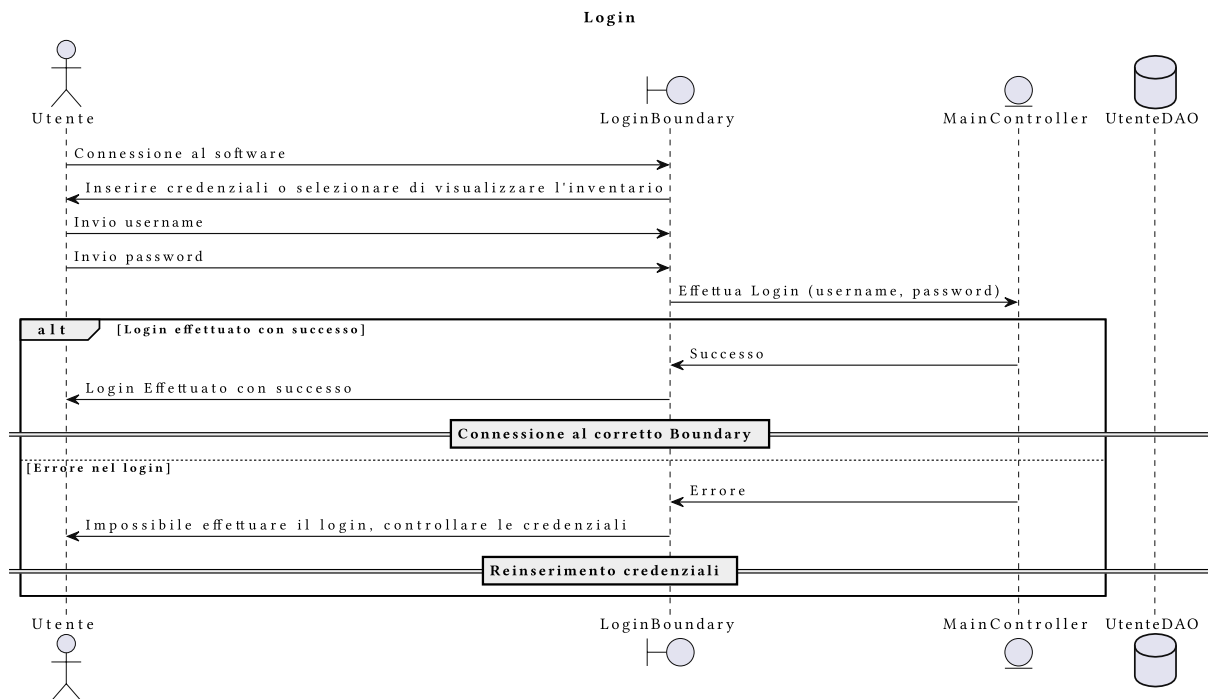 Login
Utente
LoginBoundary
MainController
UtenteDAO
Connessione al software
Inserire credenziali o selezionare di visualizzare l'inventario
Invio username
Invio password
Effettua Login (username, password)
alt
[Login effettuato con successo]
Successo
Login Effettuato con successo
Connessione al corretto Boundary
[Errore nel login]
Errore
Impossibile effettuare il login, controllare le credenziali
Reinserimento credenziali
Utente
LoginBoundary
MainController
UtenteDAO